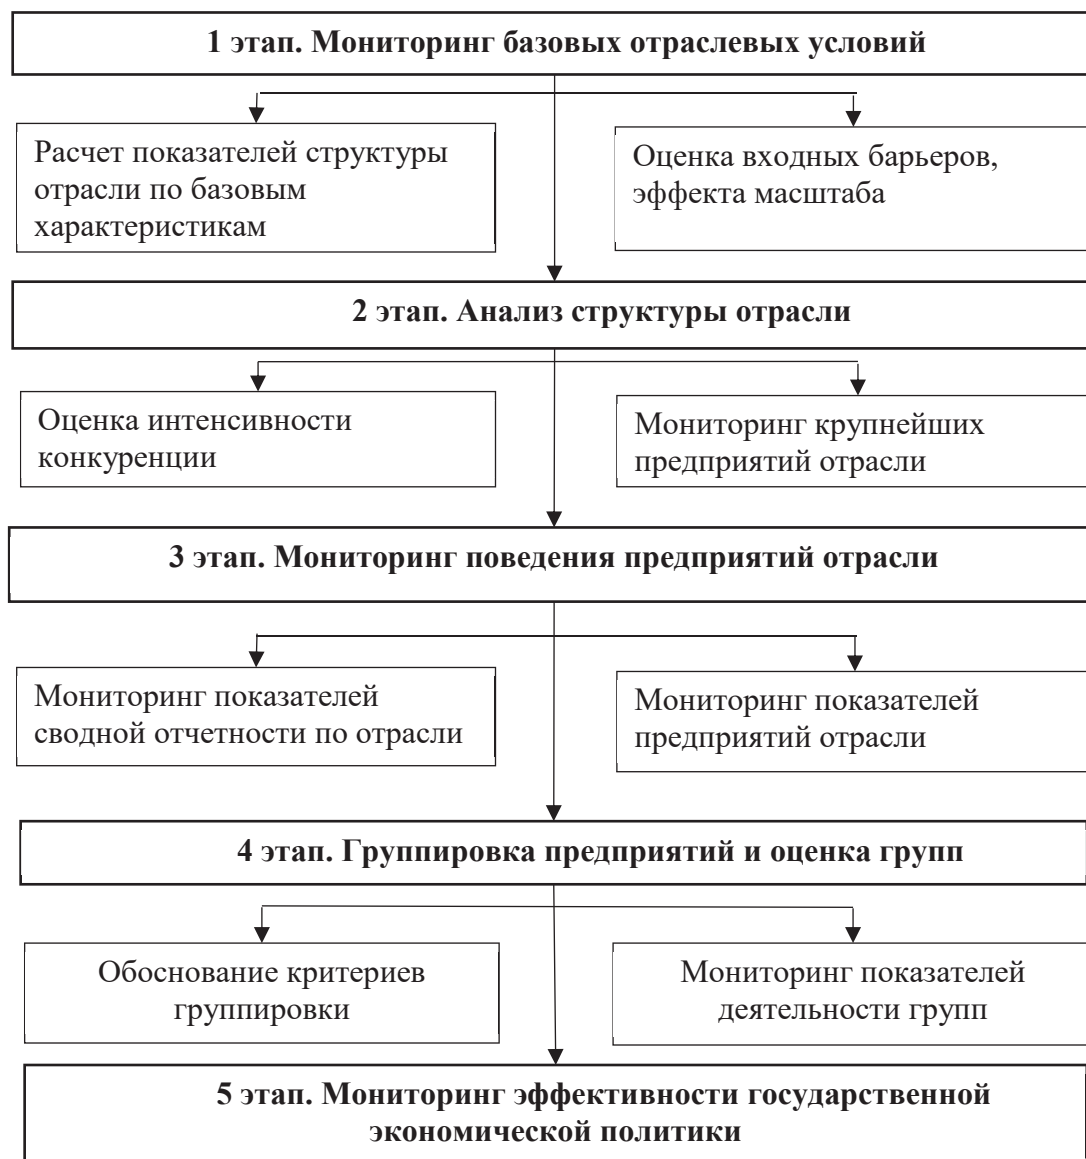 1 этап. Мониторинг базовых отраслевых условий
Расчет показателей структуры
отрасли по базовым
характеристикам
Оценка входных барьеров,
эффекта масштаба
2 этап. Анализ структуры отрасли
Оценка интенсивности
конкуренции
Мониторинг крупнейших
предприятий отрасли
3 этап. Мониторинг поведения предприятий отрасли
Мониторинг показателей
сводной отчетности по отрасли
Мониторинг показателей
предприятий отрасли
4 этап. Группировка предприятий и оценка групп
Обоснование критериев
группировки
Мониторинг показателей
деятельности групп
5 этап. Мониторинг эффективности государственной
экономической политики